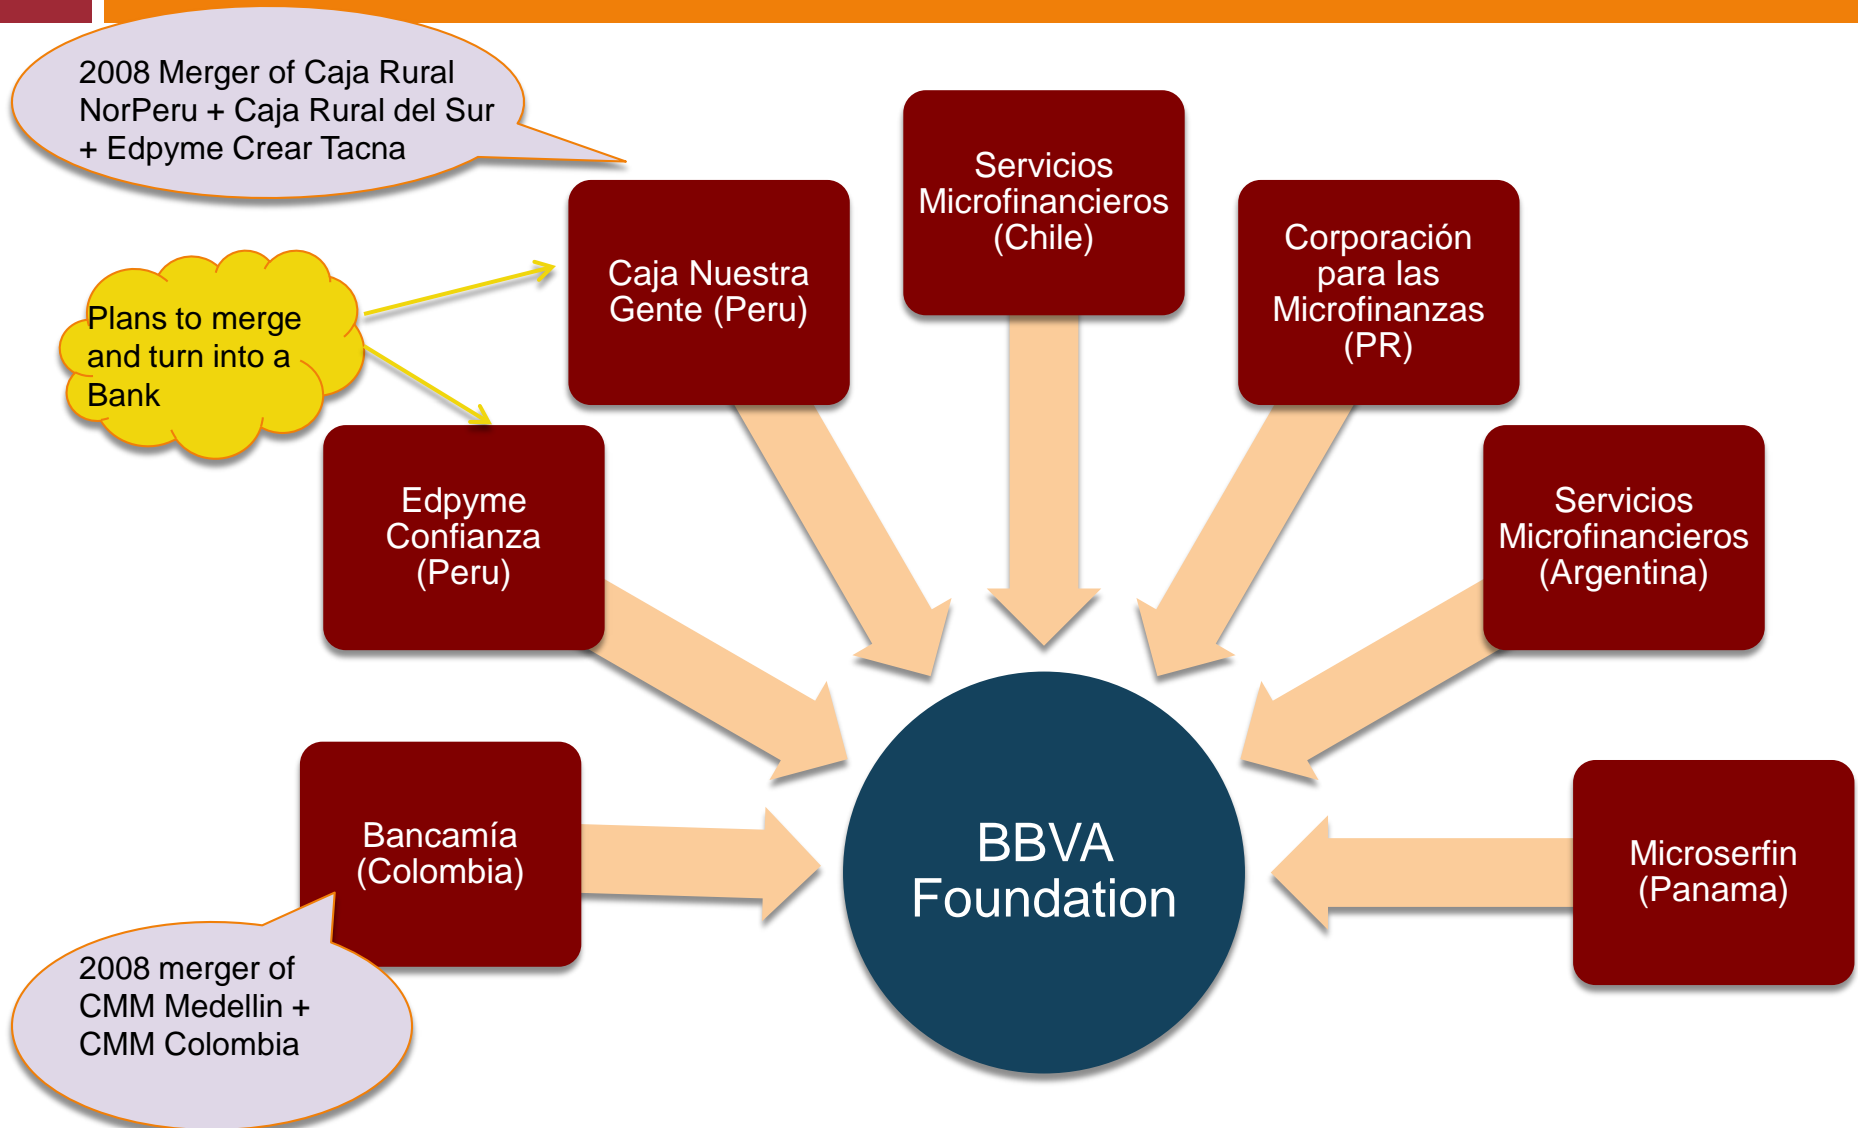 2008 Merger of Caja Rural
NorPeru + Caja Rural del Sur
+ Edpyme Crear Tacna
Plans to merge
and turn into a
Bank
Caja Nuestra
Gente (Peru)
Servicios
Microfinancieros
(Chile)
Corporación
para las
Microfinanzas
(PR)
Edpyme
Confianza
(Peru)
Servicios
Microfinancieros
(Argentina)
Bancamía
(Colombia)
BBVA
Foundation
Microserfin
(Panama)
2008 merger of
CMM Medellin +
CMM Colombia